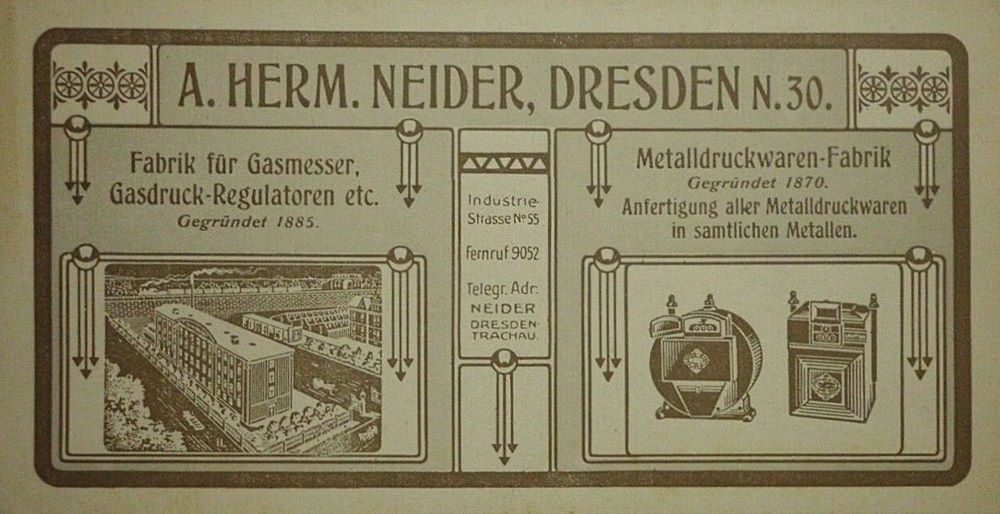 A. HERM. NEIDER, DRESDEN N.30.
Fabrik für Gasmesser,
Gasdruck-Regulatoren etc.
Gegründet 1885.
Industrie-
Strasse No 55
Fernruf 9052
Telegr. Adr:
NEIDER
DRESDEN-
TRACHAU.
Metalldruckwaren-Fabrik
Gegründet 1870.
Anfertigung aller Metalldruckwaren
in samtlichen Metallen.